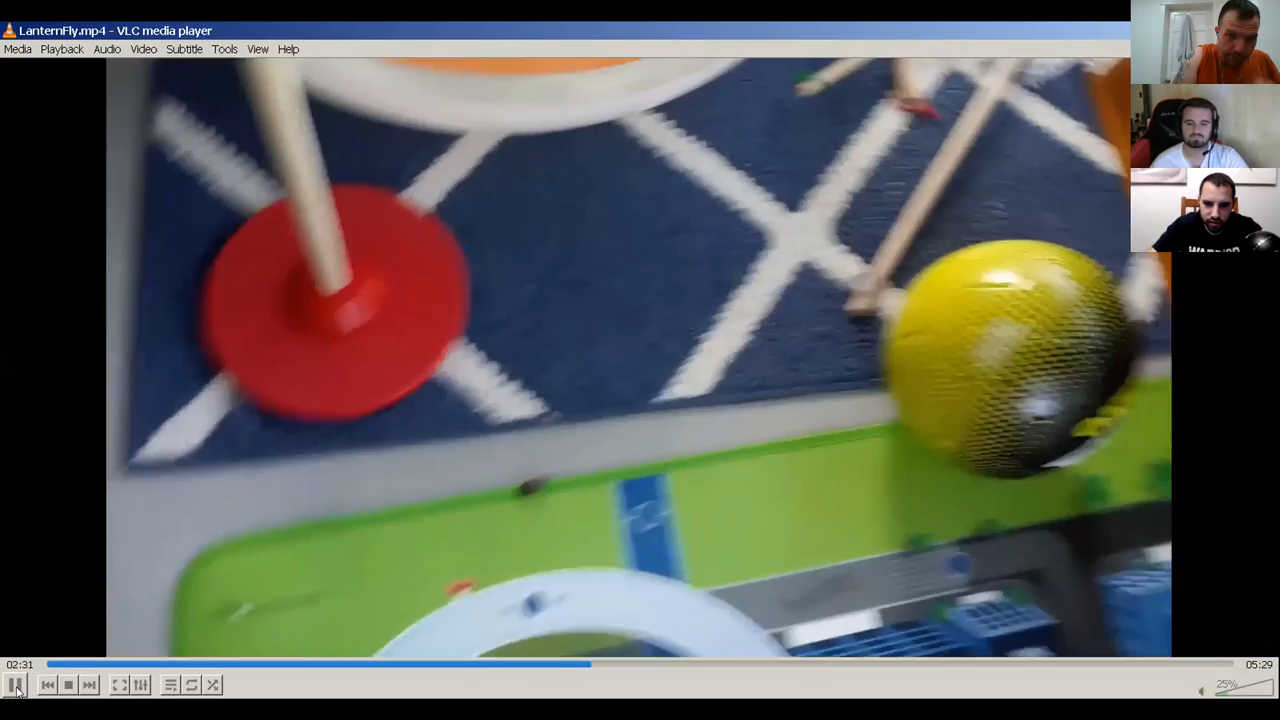 LanternFly.mp4 - VLC media player
Media Playback Audio Video Subtitle Tools View Help
02:31
05:29
25%